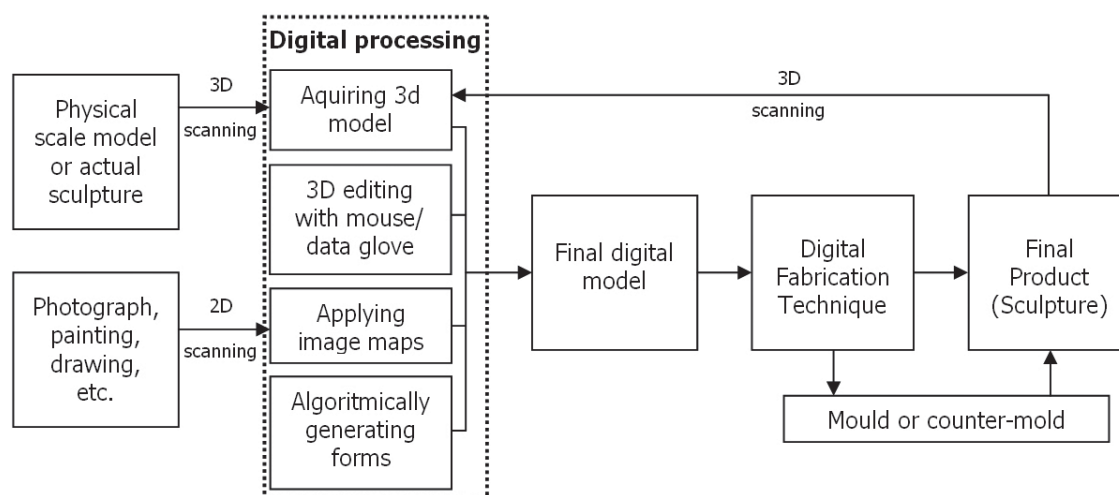 Digital processing
Physical
scale model
or actual
sculpture
3D
scanning
Aquiring 3d
model
3D
scanning
3D editing
with mouse/
data glove
Photograph,
painting,
drawing,
etc.
2D
scanning
Applying
image maps
Algoritmically
generating
forms
Final digital
model
Digital
Fabrication
Technique
Final
Product
(Sculpture)
Mould or counter-mold